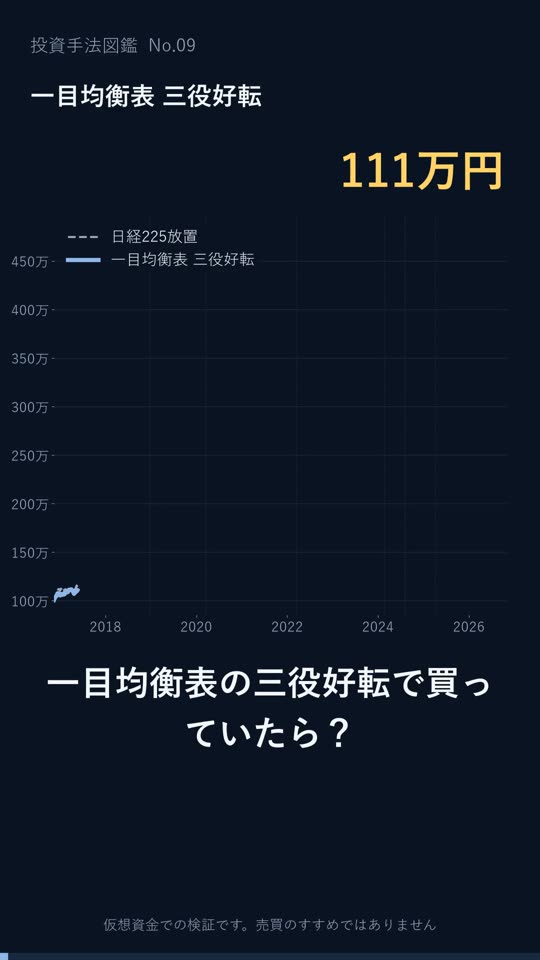 投資手法図鑑 No.09
一目均衡表 三役好転
111万円
日経225放置
一目均衡表 三役好転
450万
400万
350万
300万
250万
200万
150万
100万
2018 2020 2022 2024 2026
一目均衡表の三役好転で買っ
ていたら？
仮想資金での検証です。売買のすすめではありません